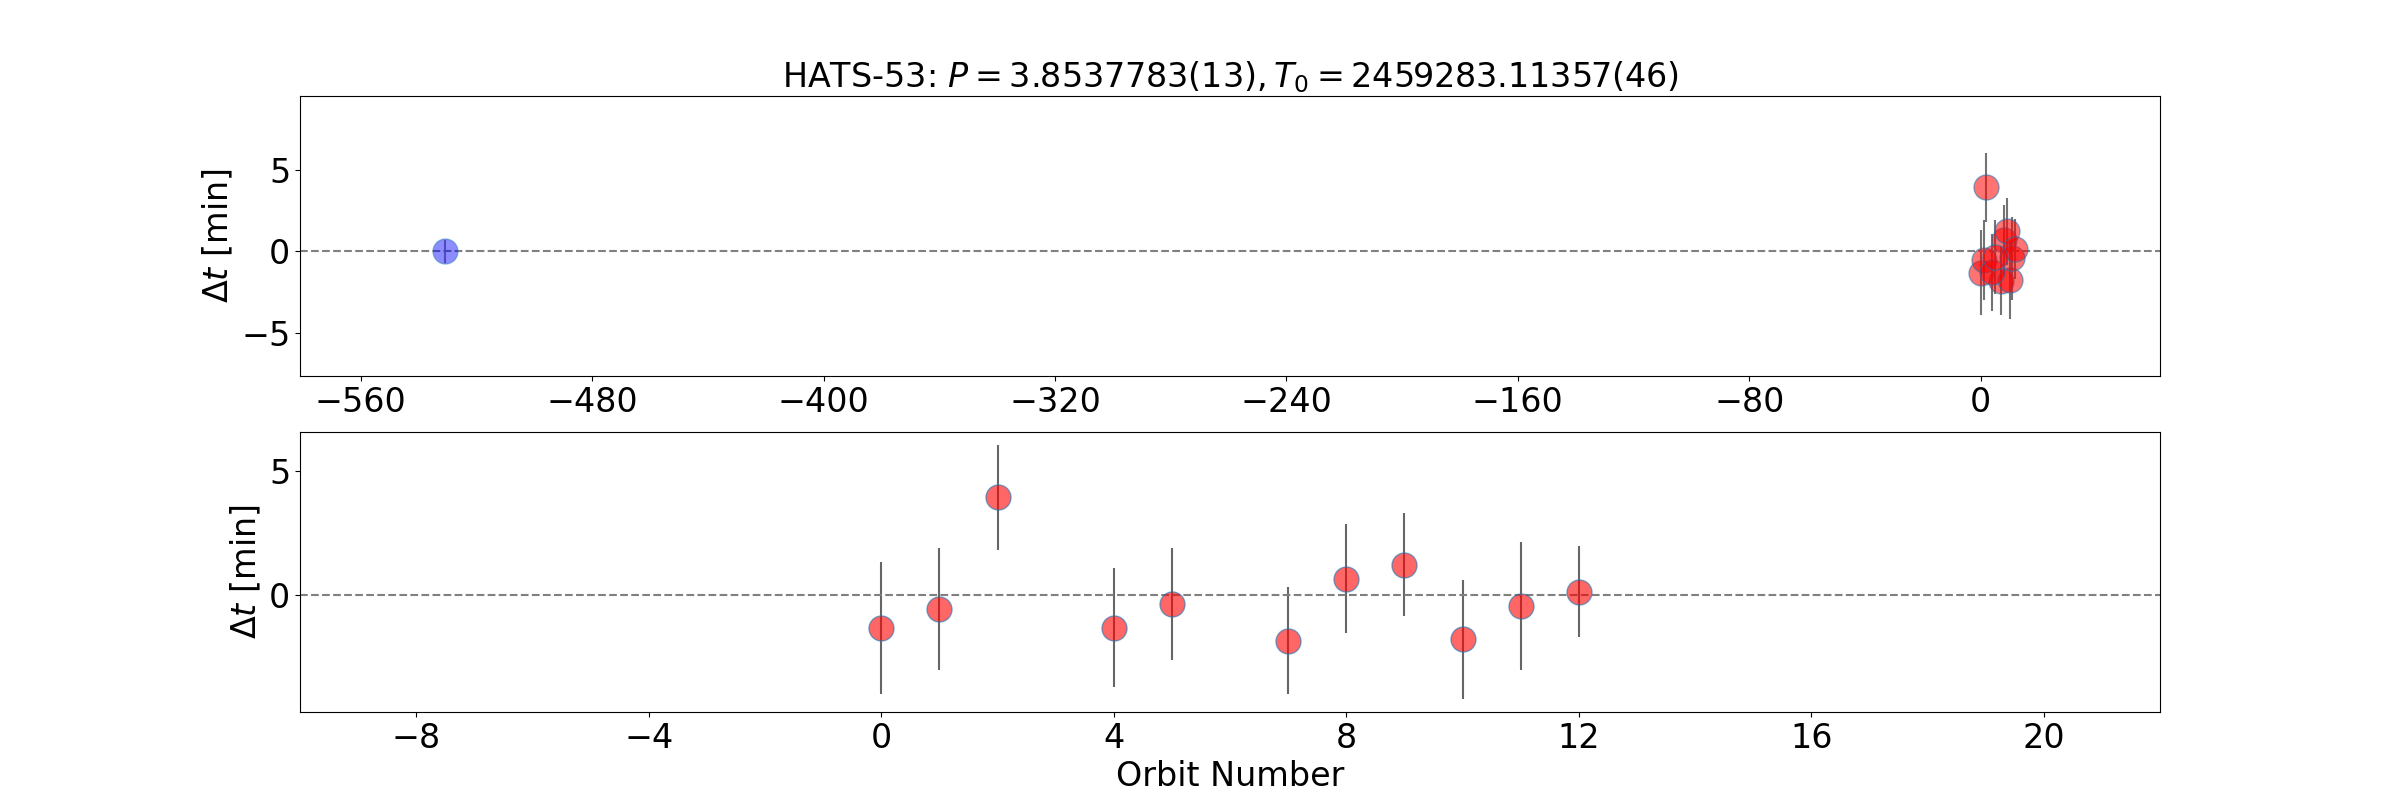 HATS-53: P = 3.8537783(13), T₀ = 2459283.11357(46)
Δt [min]
5
0
−5
−560 −480 −400 −320 −240 −160 −80 0
Δt [min]
5
0
−8 −4 0 4 8 12 16 20
Orbit Number